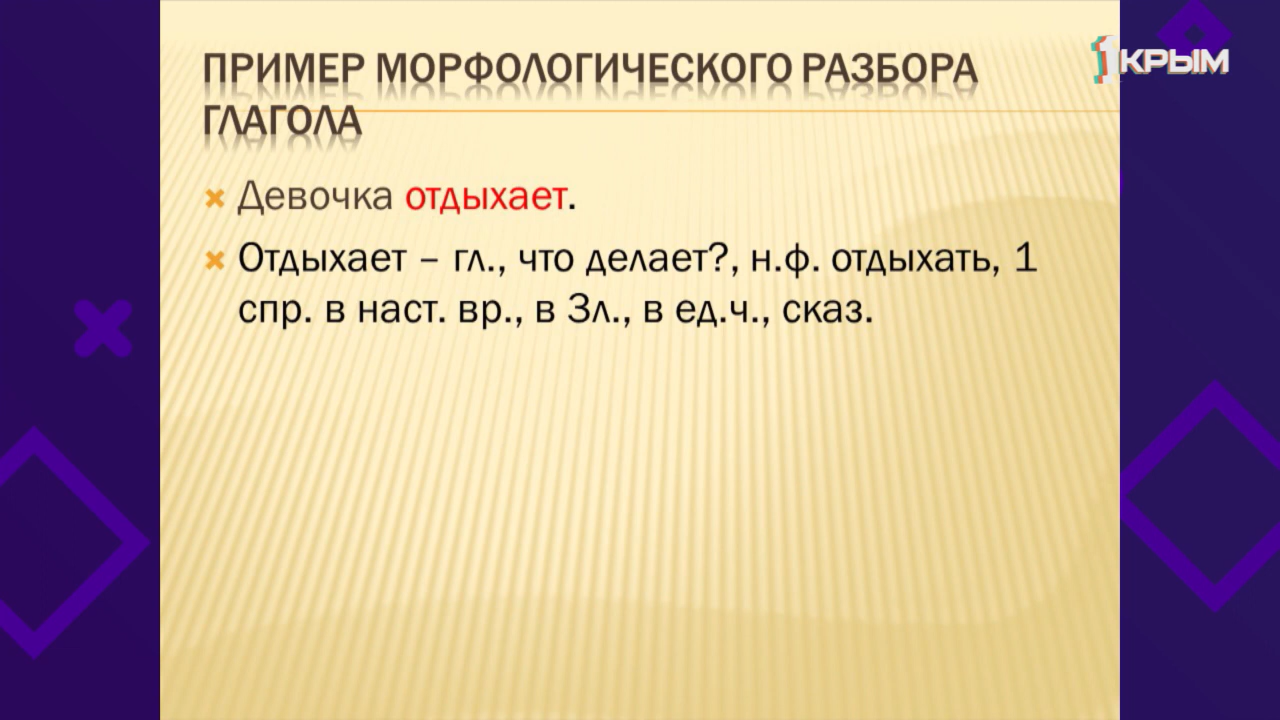 ПРИМЕР МОРФОЛОГИЧЕСКОГО РАЗБОРА
ГЛАГОЛА
1КРЫМ
Девочка отдыхает.
Отдыхает – гл., что делает?, н.ф. отдыхать, 1
спр. в наст. вр., в 3л., в ед.ч., сказ.